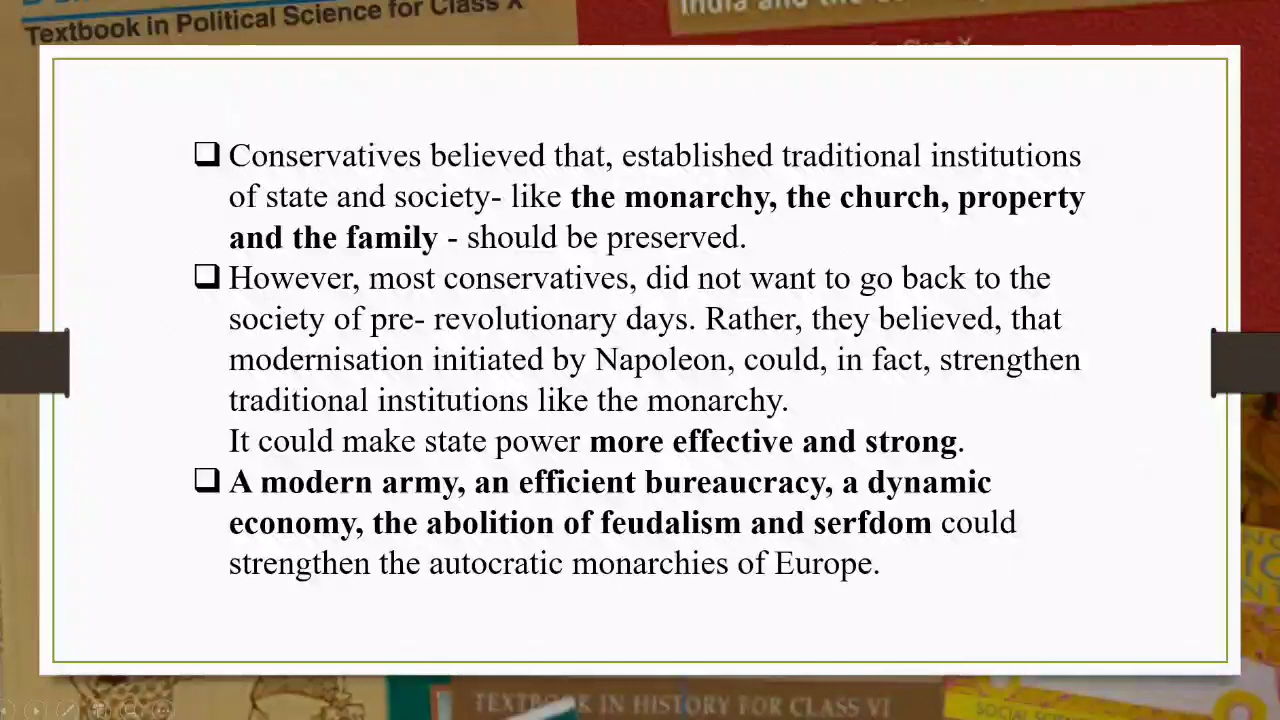 Textbook in Political Science for Class X
India and the
❑ Conservatives believed that, established traditional institutions
of state and society- like the monarchy, the church, property
and the family - should be preserved.
❑ However, most conservatives, did not want to go back to the
society of pre- revolutionary days. Rather, they believed, that
modernisation initiated by Napoleon, could, in fact, strengthen
traditional institutions like the monarchy.
It could make state power more effective and strong.
❑ A modern army, an efficient bureaucracy, a dynamic
economy, the abolition of feudalism and serfdom could
strengthen the autocratic monarchies of Europe.
TEXTBOOK IN HISTORY FOR CLASS VI
SOCIAL